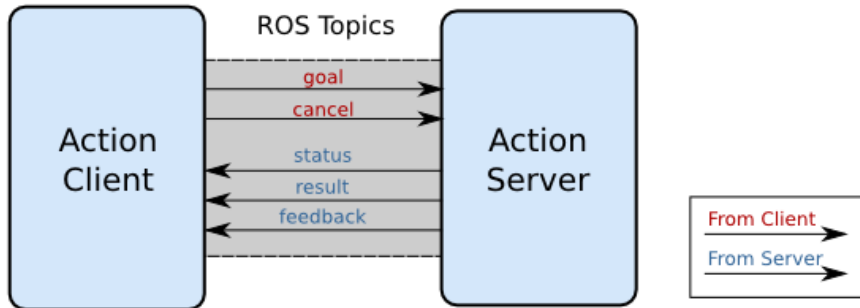 ROS Topics
goal
cancel
Action
Client
status
result
feedback
Action
Server
From Client
From Server